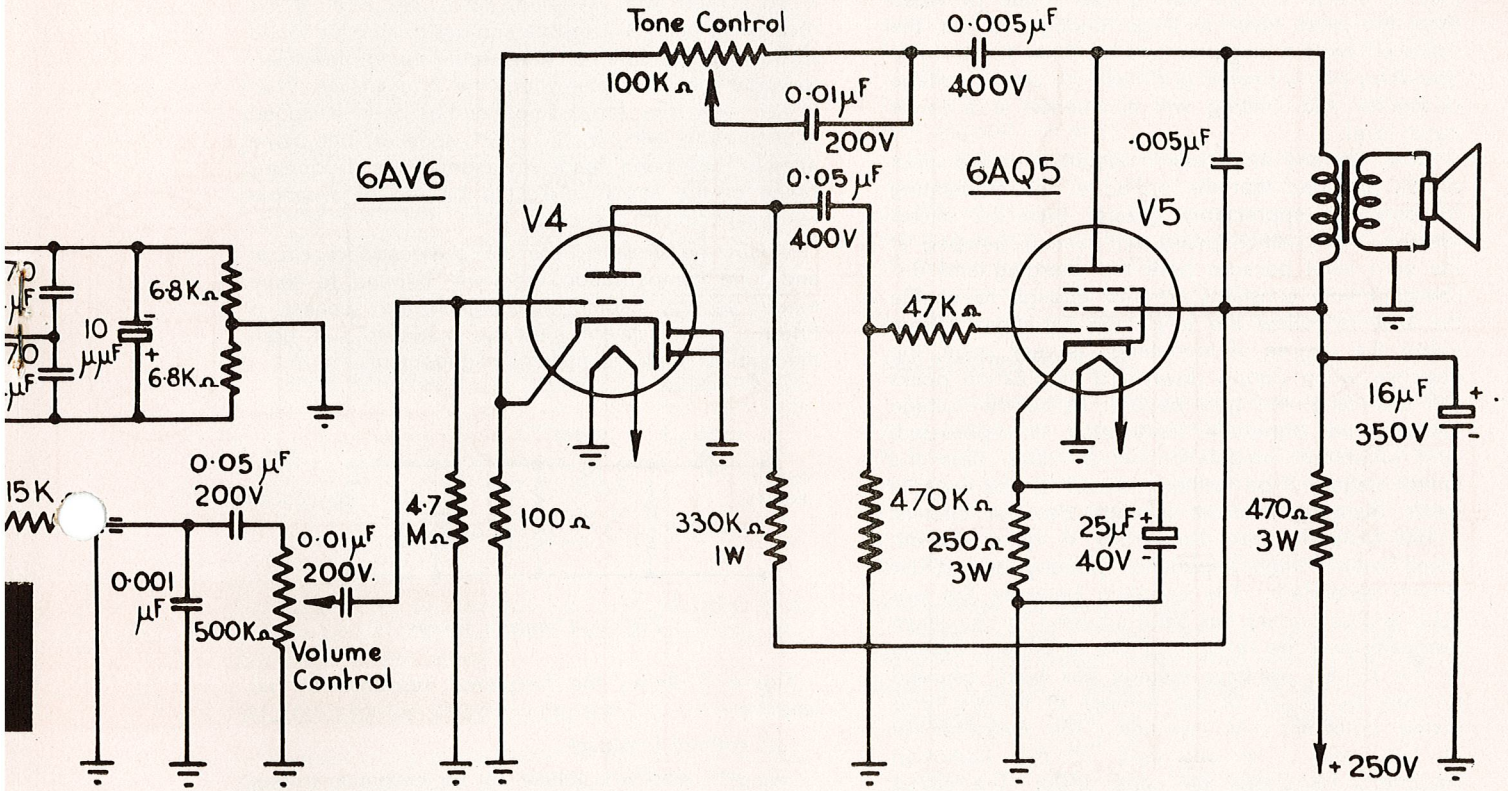 Tone Control
100KΩ
0·005µF
400V
0·01µF
200V
·005µF
6AV6
6AQ5
0·05µF
400V
V4
V5
6·8KΩ
10
µµF
6·8KΩ
-
+
47KΩ
16µF
350V
+
-
0·05µF
200V
15K
4·7
MΩ
100Ω
330KΩ
1W
470KΩ
250Ω
3W
25µF
40V
+
-
470Ω
3W
0·01µF
200V.
0·001
µF
500KΩ
Volume
Control
+250V